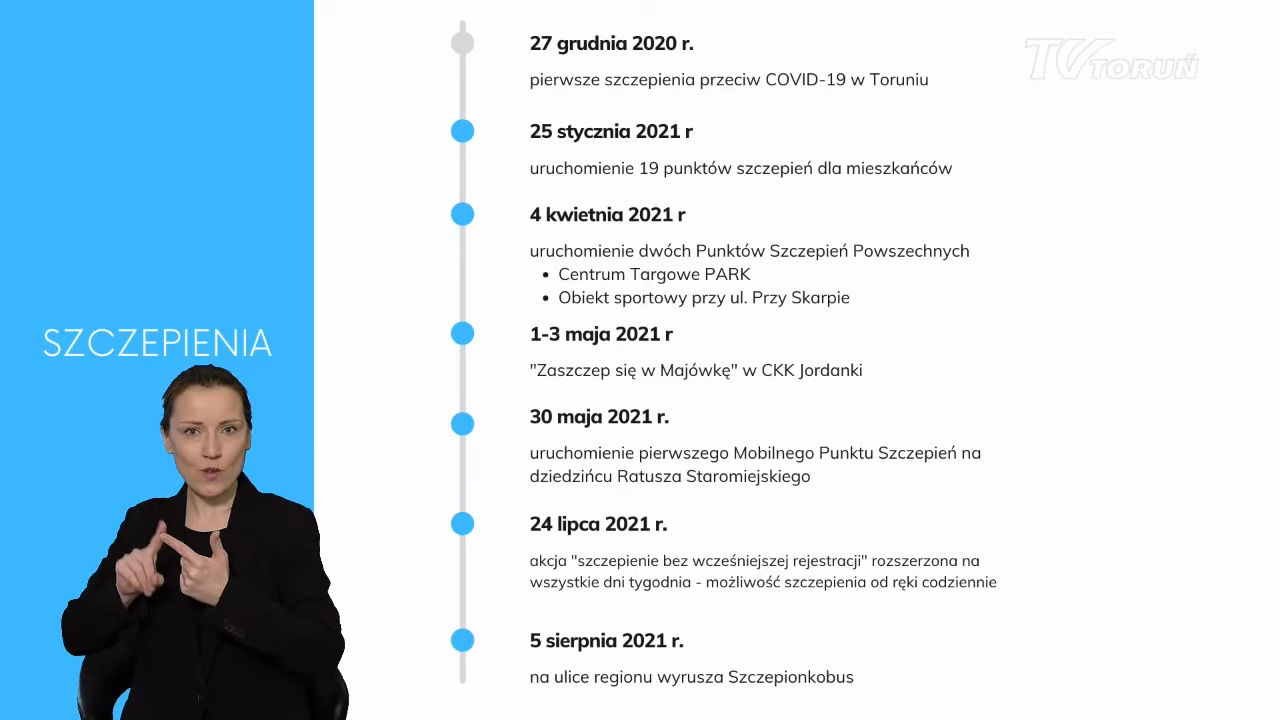 27 grudnia 2020 r.
pierwsze szczepienia przeciw COVID-19 w Toruniu
TV TORUŃ
25 stycznia 2021 r
uruchomienie 19 punktów szczepień dla mieszkańców
4 kwietnia 2021 r
uruchomienie dwóch Punktów Szczepień Powszechnych
• Centrum Targowe PARK
• Obiekt sportowy przy ul. Przy Skarpie
SZCZEPIENIA
1-3 maja 2021 r
"Zaszczep się w Majówkę" w CKK Jordanki
30 maja 2021 r.
uruchomienie pierwszego Mobilnego Punktu Szczepień na
dziedzińcu Ratusza Staromiejskiego
24 lipca 2021 r.
akcja "szczepienie bez wcześniejszej rejestracji" rozszerzona na
wszystkie dni tygodnia - możliwość szczepienia od ręki codziennie
5 sierpnia 2021 r.
na ulice regionu wyrusza Szczepionkobus